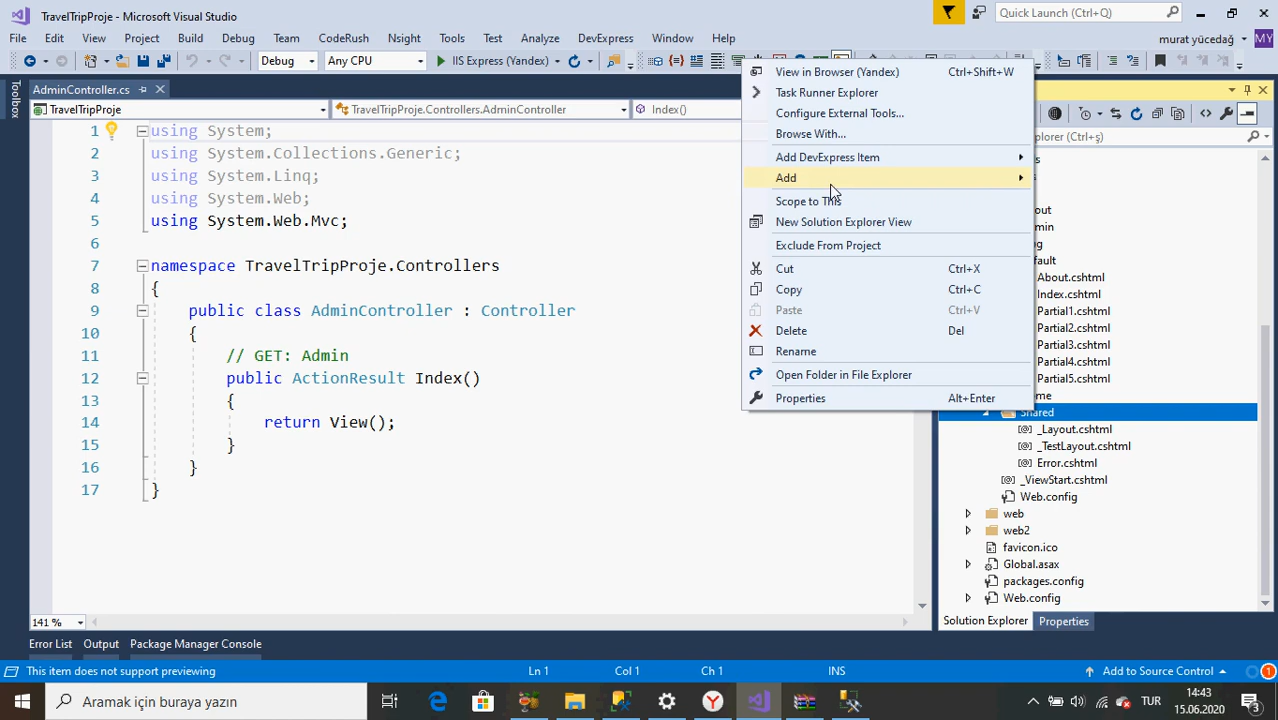 TravelTripProje - Microsoft Visual Studio
Quick Launch (Ctrl+Q)
File Edit View Project Build Debug Team CodeRush Nsight Tools Test Analyze DevExpress Window Help
murat yücedağ MY
Debug Any CPU IIS Express (Yandex)
Toolbox
AdminController.cs
TravelTripProje TravelTripProje.Controllers.AdminController Index()
1 using System;
2 using System.Collections.Generic;
3 using System.Linq;
4 using System.Web;
5 using System.Web.Mvc;
6
7 namespace TravelTripProje.Controllers
8 {
9 public class AdminController : Controller
10 {
11 // GET: Admin
12 public ActionResult Index()
13 {
14 return View();
15 }
16 }
17 }
View in Browser (Yandex) Ctrl+Shift+W
Task Runner Explorer
Configure External Tools...
Browse With...
Add DevExpress Item
Add
Scope to This
New Solution Explorer View
Exclude From Project
Cut Ctrl+X
Copy Ctrl+C
Paste Ctrl+V
Delete Del
Rename
Open Folder in File Explorer
Properties Alt+Enter
plorer (Ctrl+ş)
out
About.cshtml
Index.cshtml
Partial1.cshtml
Partial2.cshtml
Partial3.cshtml
Partial4.cshtml
Partial5.cshtml
me
Shared
_Layout.cshtml
_TestLayout.cshtml
Error.cshtml
_ViewStart.cshtml
Web.config
web
web2
favicon.ico
Global.asax
packages.config
Web.config
Solution Explorer Properties
141 %
Error List Output Package Manager Console
This item does not support previewing Ln 1 Col 1 Ch 1 INS Add to Source Control 1
Aramak için buraya yazın
TUR 14:43
15.06.2020 3